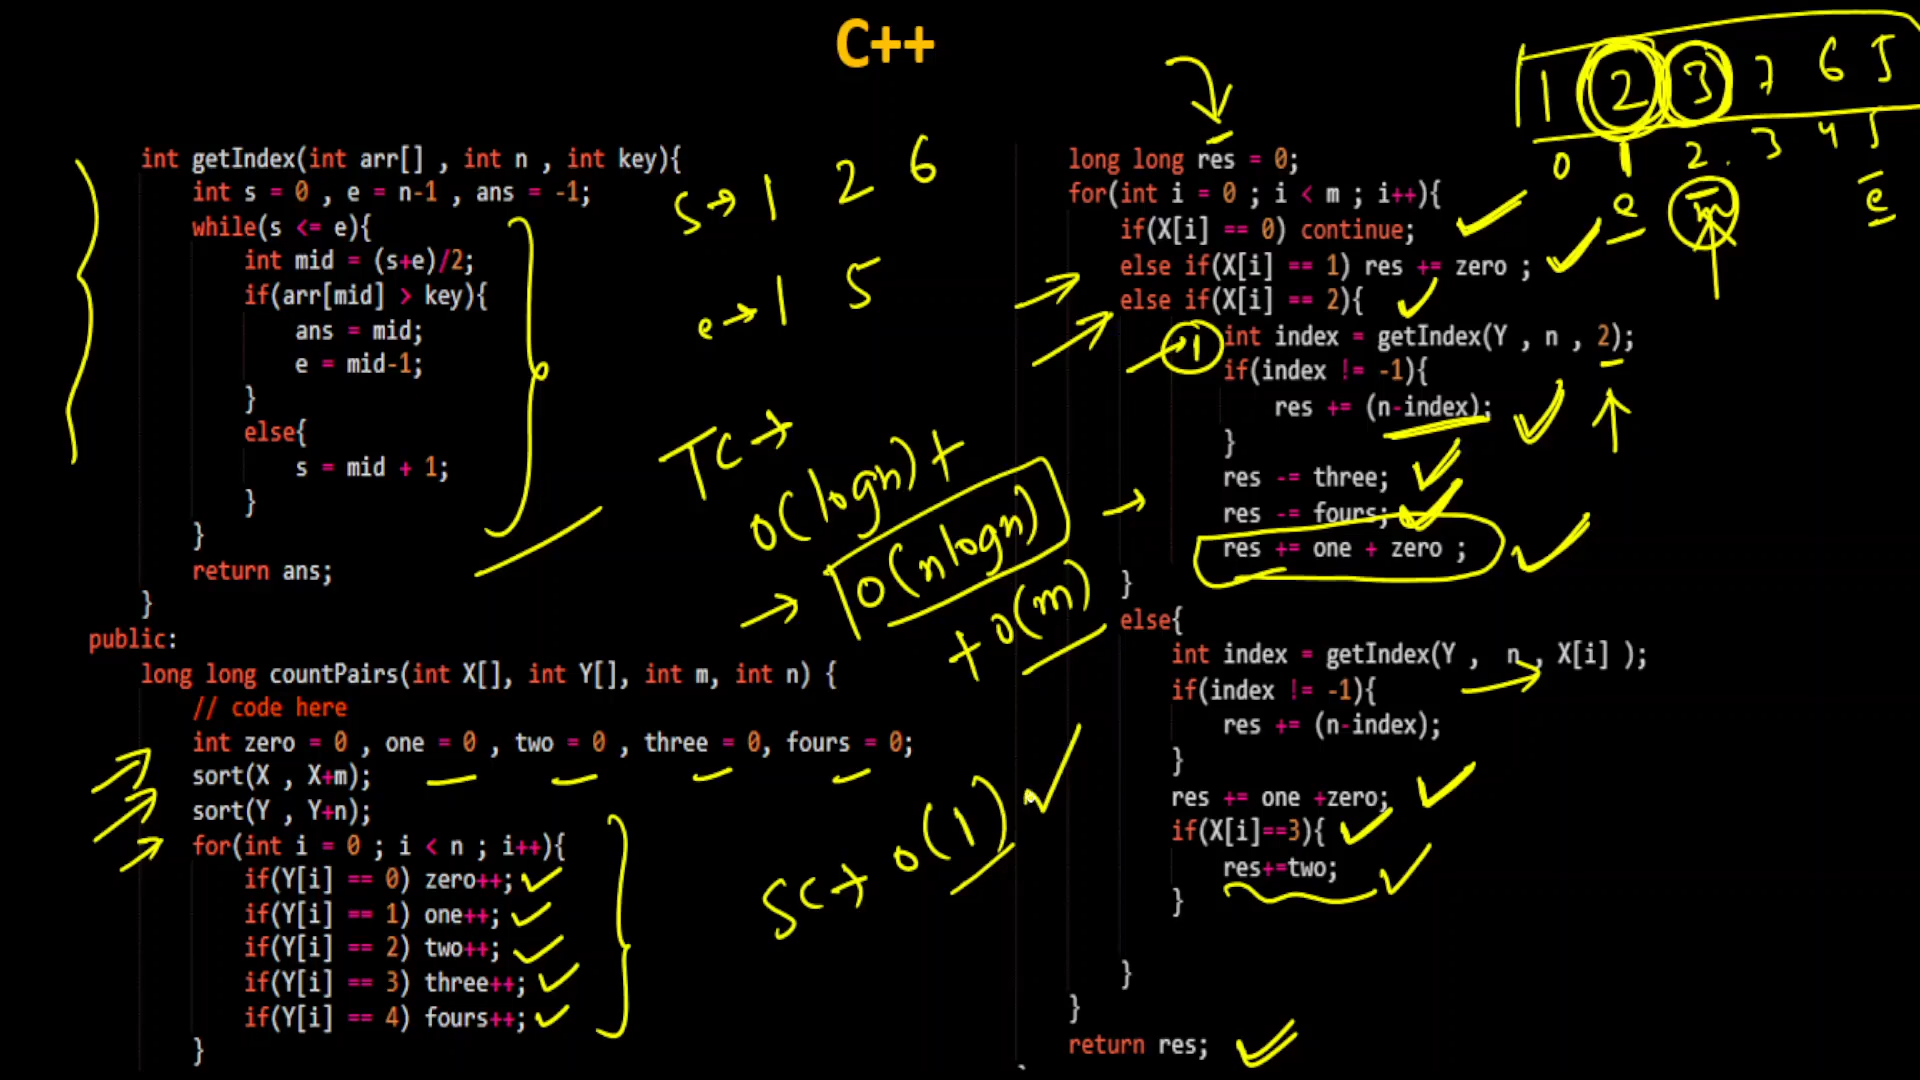 C++
int getIndex(int arr[] , int n , int key){
int s = 0 , e = n-1 , ans = -1;
while(s <= e){
int mid = (s+e)/2;
if(arr[mid] > key){
ans = mid;
e = mid-1;
}
else{
s = mid + 1;
}
}
return ans;
}
public:
long long countPairs(int X[], int Y[], int m, int n) {
// code here
int zero = 0 , one = 0 , two = 0 , three = 0, fours = 0;
sort(X , X+m);
sort(Y , Y+n);
for(int i = 0 ; i < n ; i++){
if(Y[i] == 0) zero++;
if(Y[i] == 1) one++;
if(Y[i] == 2) two++;
if(Y[i] == 3) three++;
if(Y[i] == 4) fours++;
}
s → 1 2 6
e → 1 5
TC →
O(logn) +
O(nlogn)
+ O(m)
SC → O(1)
long long res = 0;
for(int i = 0 ; i < m ; i++){
if(X[i] == 0) continue;
else if(X[i] == 1) res += zero ;
else if(X[i] == 2){
1
int index = getIndex(Y , n , 2);
if(index != -1){
res += (n-index);
}
res -= three;
res -= fours;
res += one + zero ;
}
else{
int index = getIndex(Y , n , X[i] );
if(index != -1){
res += (n-index);
}
res += one +zero;
if(X[i]==3){
res+=two;
}
}
}
return res;
1 2 3 7 6 5
0 1 2 3 4 5
e m e